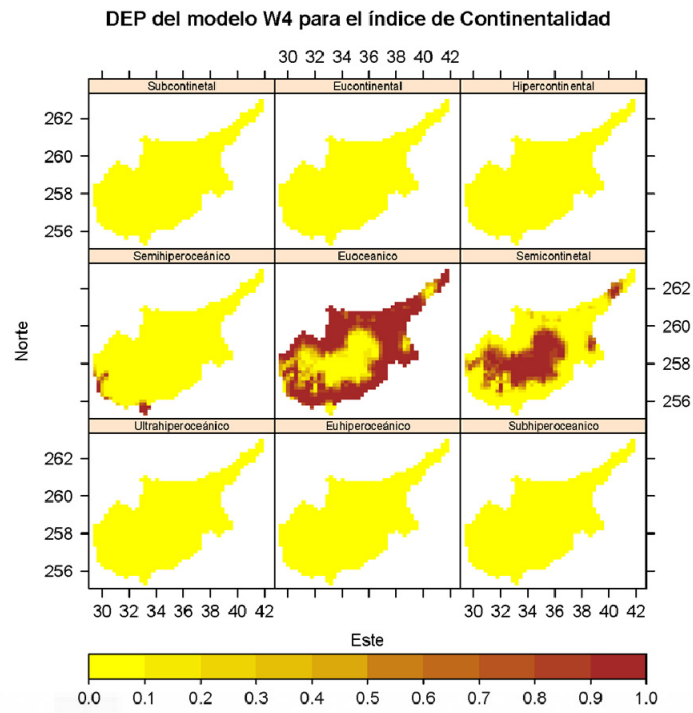 DEP del modelo W4 para el índice de Continentalidad
30 32 34 36 38 40 42
Subcontinetal Eucontinental Hipercontinental
262
260
258
256
Semihiperoceánico Euoceanico Semicontinetal
262
260
258
256
Norte
Ultrahiperoceánico Euhiperoceánico Subhiperoceanico
262
260
258
256
30 32 34 36 38 40 42 30 32 34 36 38 40 42
Este
0.0 0.1 0.2 0.3 0.4 0.5 0.6 0.7 0.8 0.9 1.0